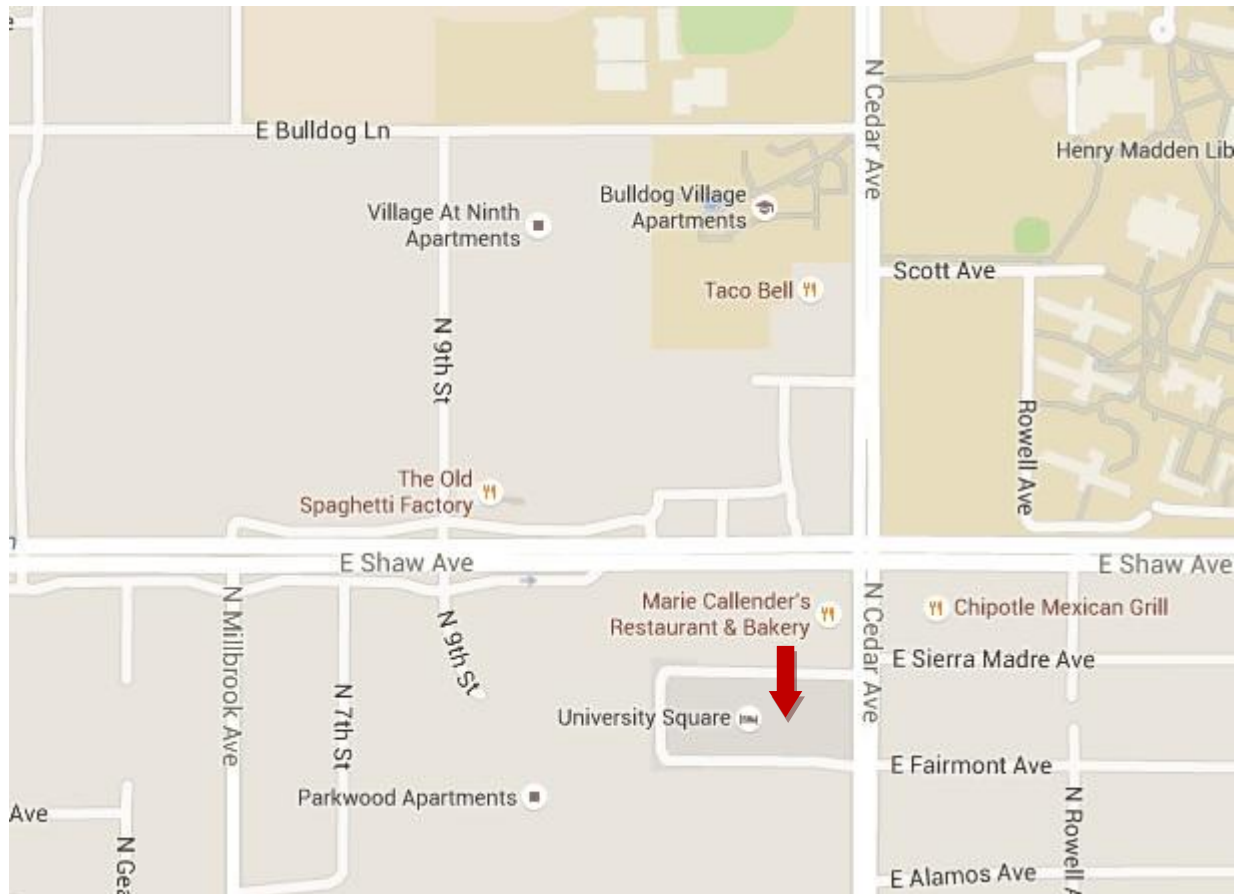 E Bulldog Ln
N Cedar Ave
Henry Madden Lib
Village At Ninth
Apartments
Bulldog Village
Apartments
Scott Ave
Taco Bell
N 9th St
Rowell Ave
The Old
Spaghetti Factory
E Shaw Ave
E Shaw Ave
N Millbrook Ave
N 9th St
Marie Callender's
Restaurant & Bakery
N Cedar Ave
Chipotle Mexican Grill
E Sierra Madre Ave
N 7th St
University Square
E Fairmont Ave
Parkwood Apartments
Ave
N Gea
N Rowell A
E Alamos Ave